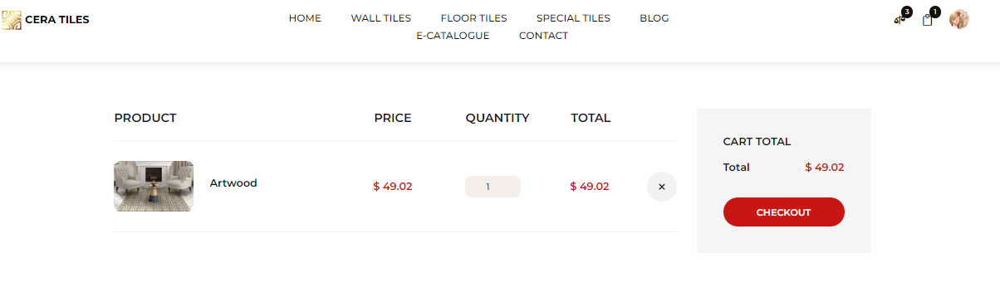 CERA TILES
HOME WALL TILES FLOOR TILES SPECIAL TILES BLOG
E-CATALOGUE CONTACT
3
1
PRODUCT PRICE QUANTITY TOTAL
Artwood $ 49.02 1 $ 49.02 ×
CART TOTAL
Total $ 49.02
CHECKOUT